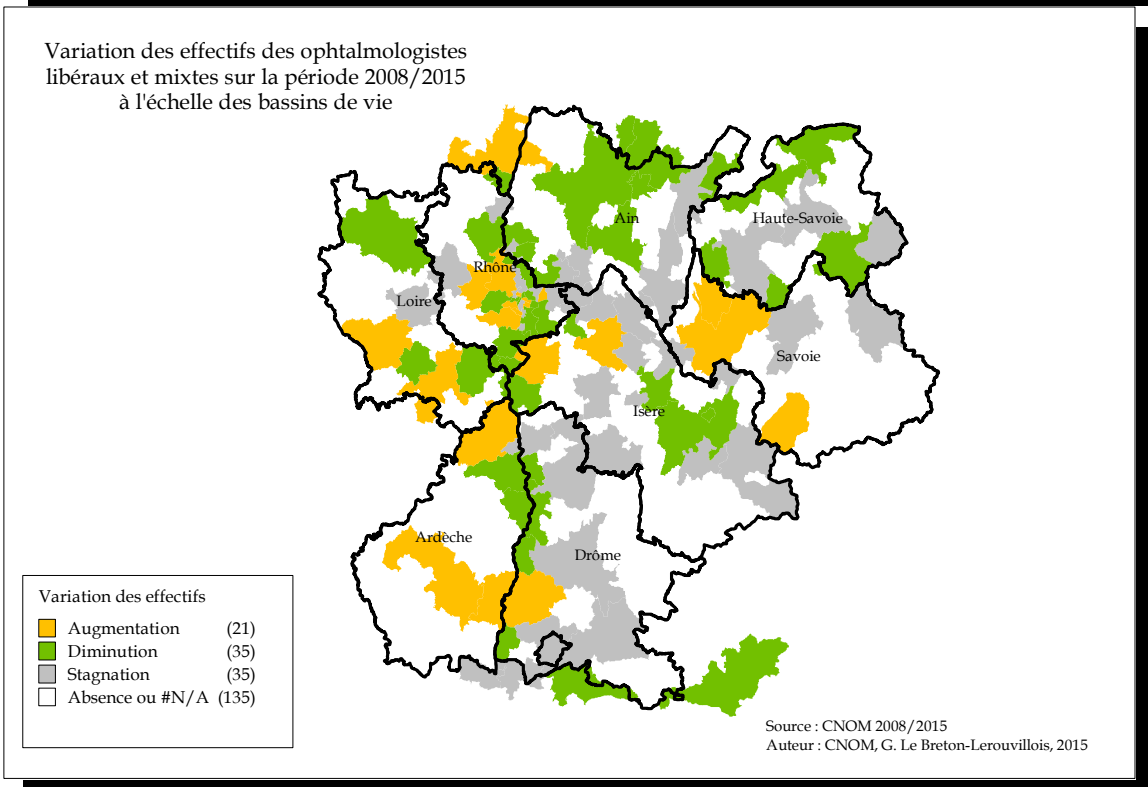 Variation des effectifs des ophtalmologistes
libéraux et mixtes sur la période 2008/2015
à l'échelle des bassins de vie
Ain
Haute-Savoie
Rhône
Loire
Savoie
Isère
Ardèche
Drôme
Variation des effectifs
Augmentation (21)
Diminution (35)
Stagnation (35)
Absence ou #N/A (135)
Source : CNOM 2008/2015
Auteur : CNOM, G. Le Breton-Lerouvillois, 2015